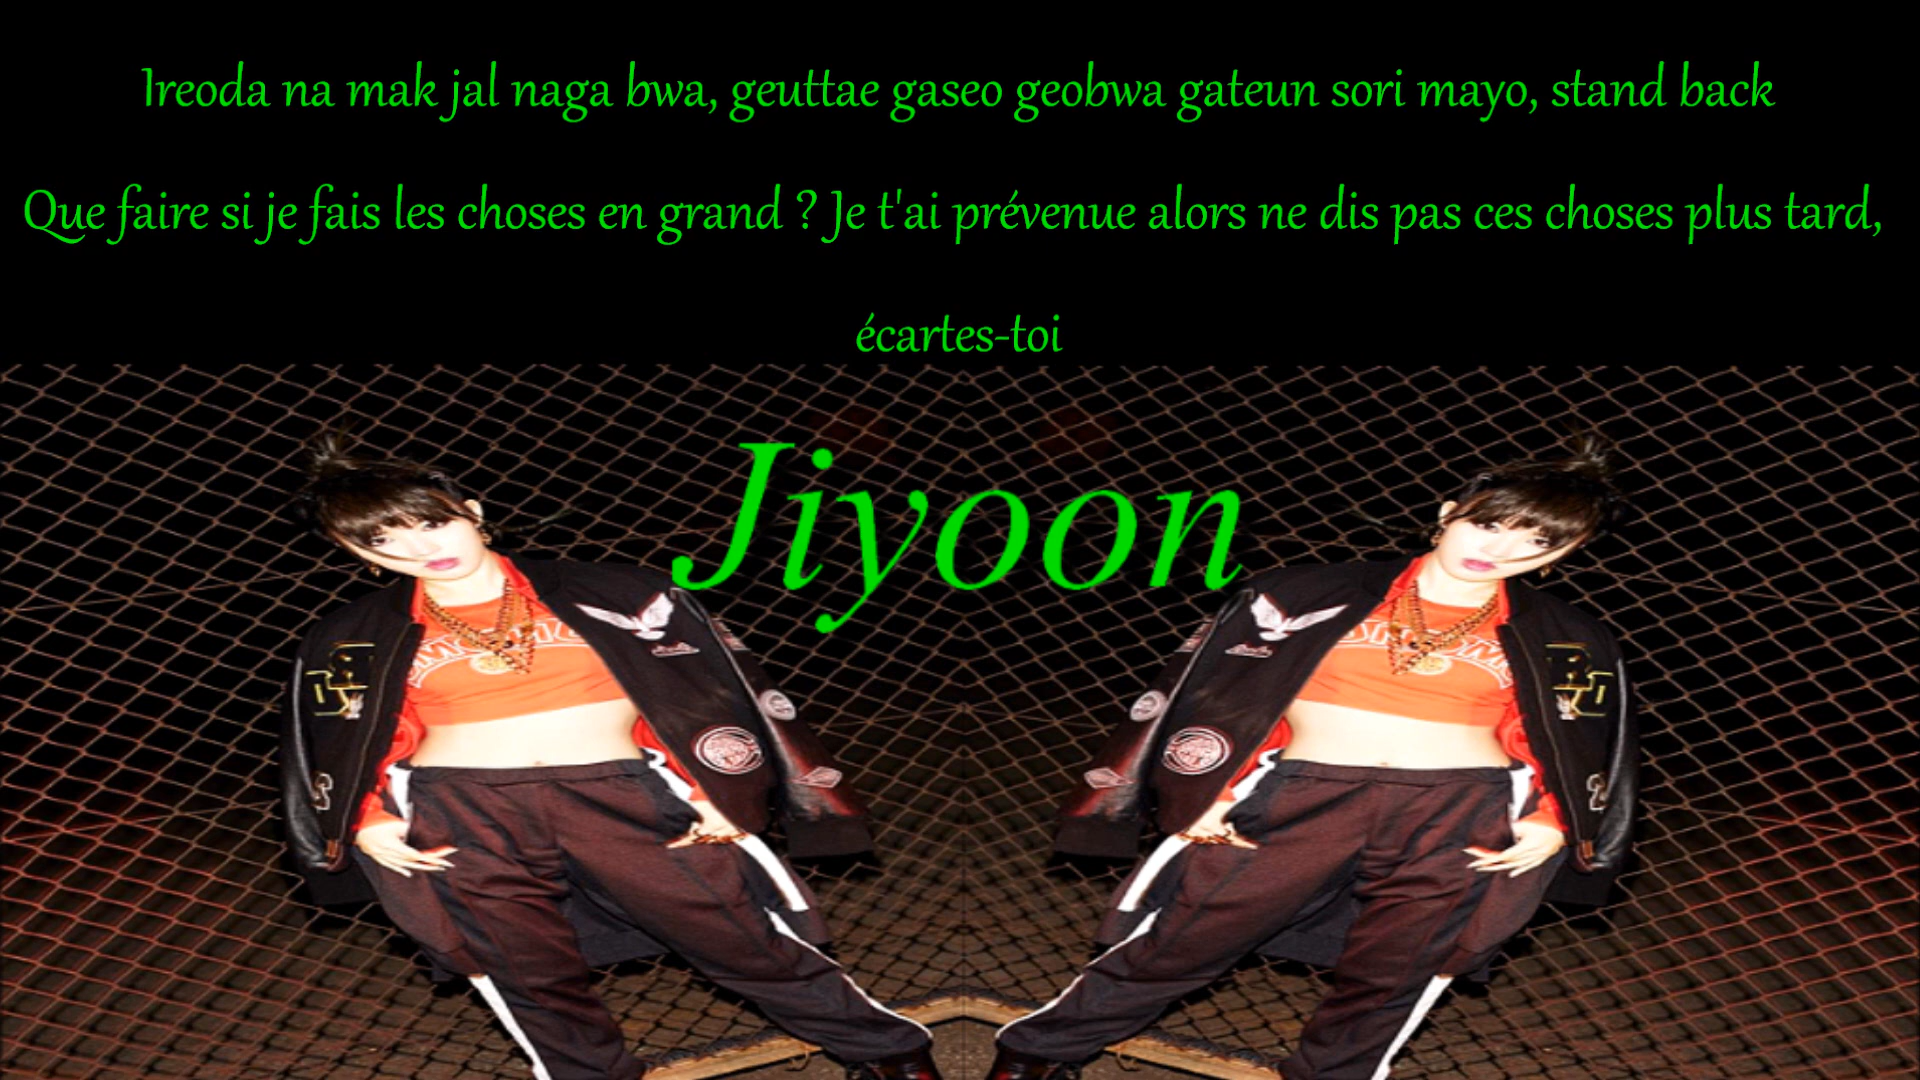 Ireoda na mak jal naga bwa, geuttae gaseo geobwa gateun sori mayo, stand back
Que faire si je fais les choses en grand ? Je t'ai prévenue alors ne dis pas ces choses plus tard,
écartes-toi
Jiyoon